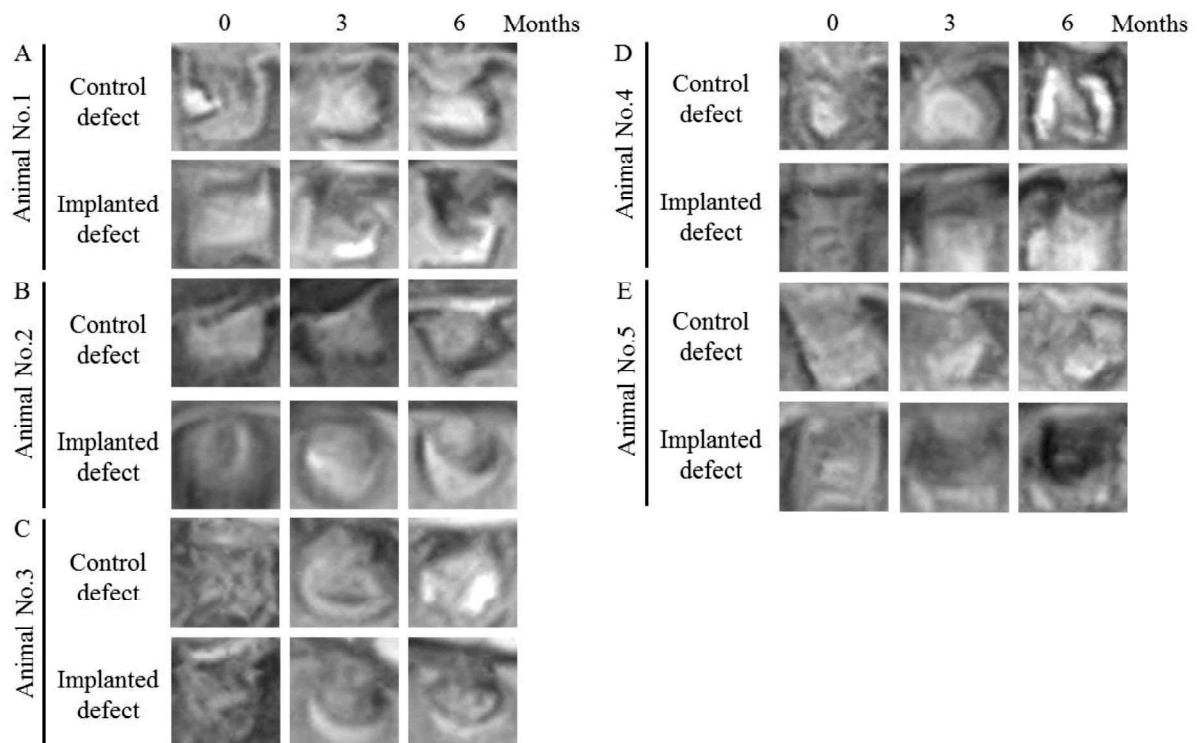 0 3 6 Months
A
Animal No.1
Control
defect
Implanted
defect
B
Animal No.2
Control
defect
Implanted
defect
C
Animal No.3
Control
defect
Implanted
defect
0 3 6 Months
D
Animal No.4
Control
defect
Implanted
defect
E
Animal No.5
Control
defect
Implanted
defect